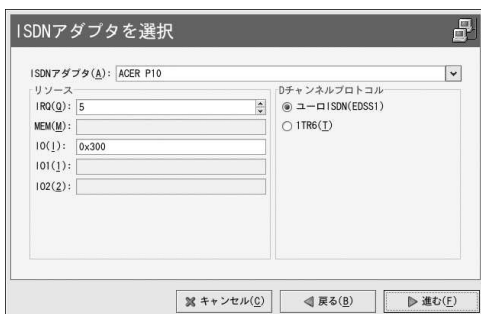 ISDNアダプタを選択
ISDNアダプタ(A): ACER P10
リソース
IRQ(Q): 5
MEM(M):
IO(I): 0x300
IO1(1):
IO2(2):
Dチャンネルプロトコル
ユーロISDN(EDSS1)
1TR6(T)
キャンセル(C)
戻る(B)
進む(F)